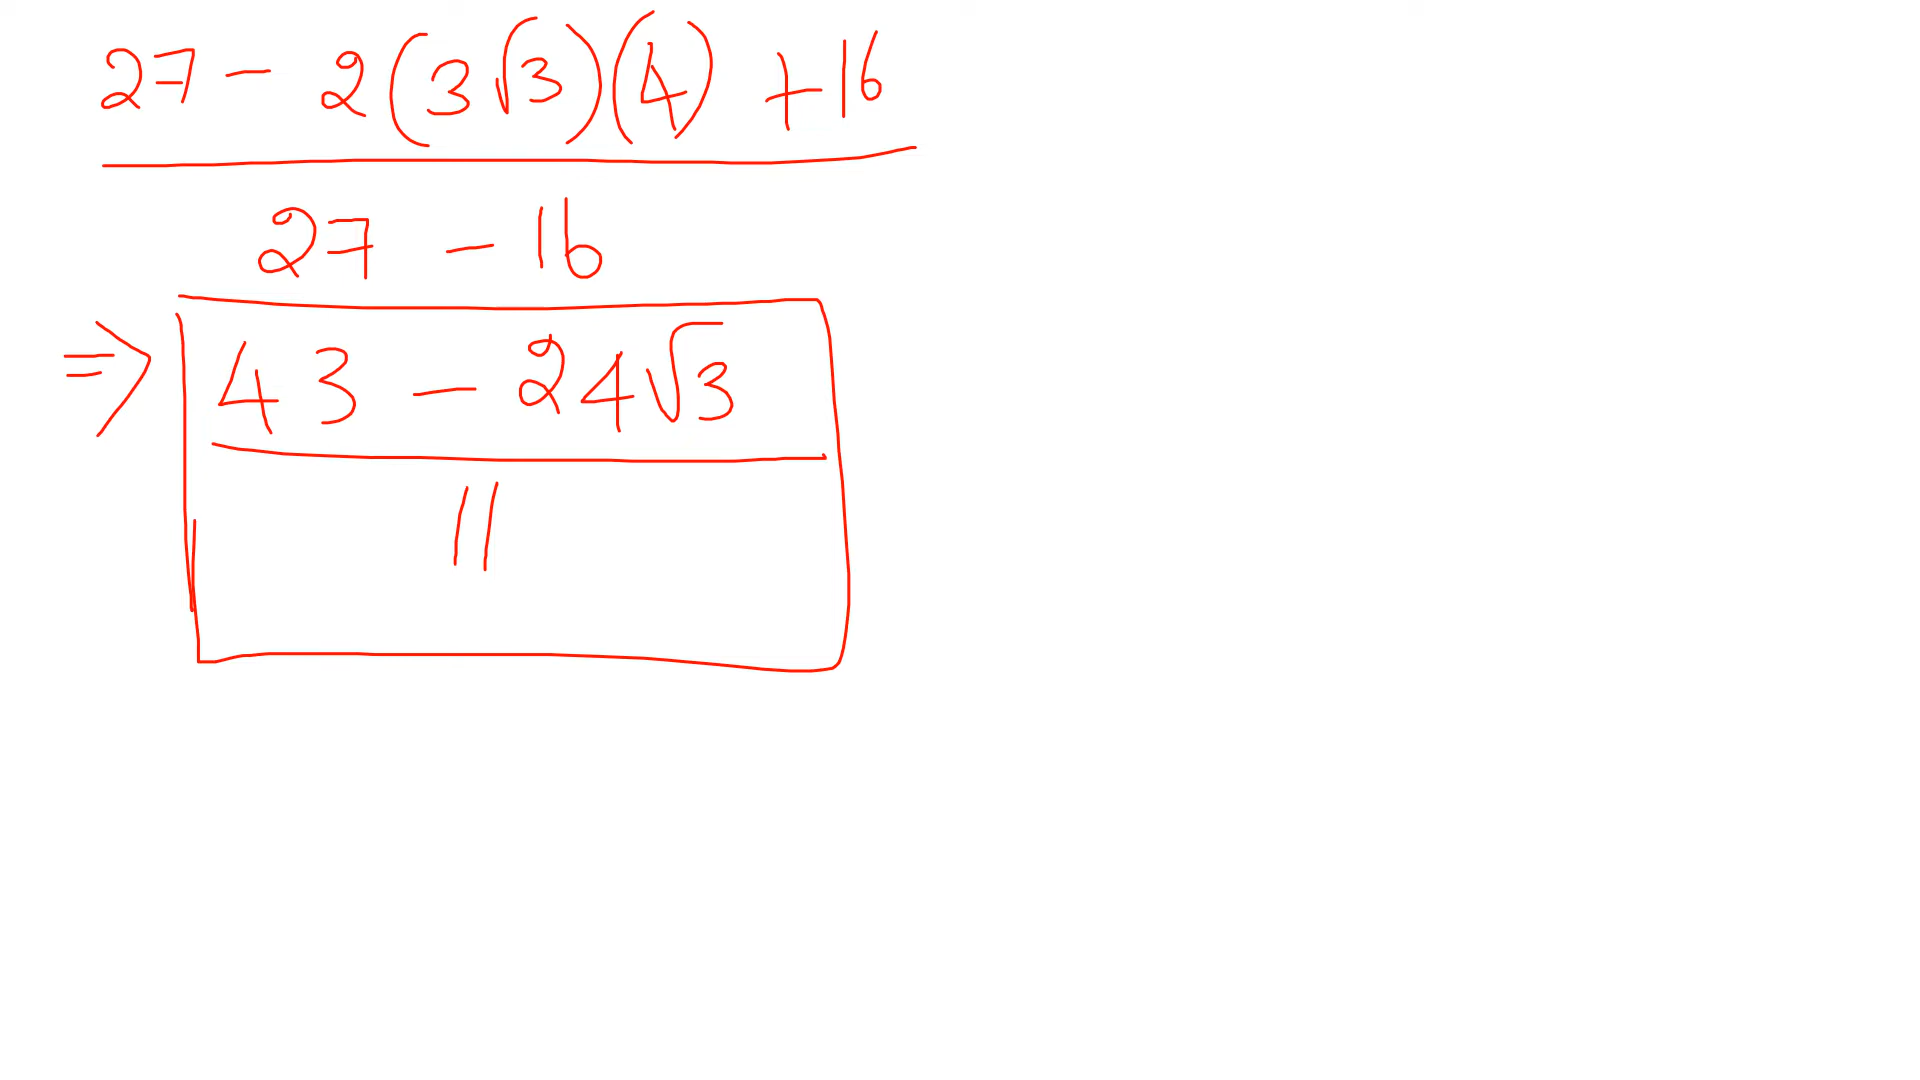 27 - 2(3√3)(4) + 16
27 - 16
⇒ 43 - 24√3
11